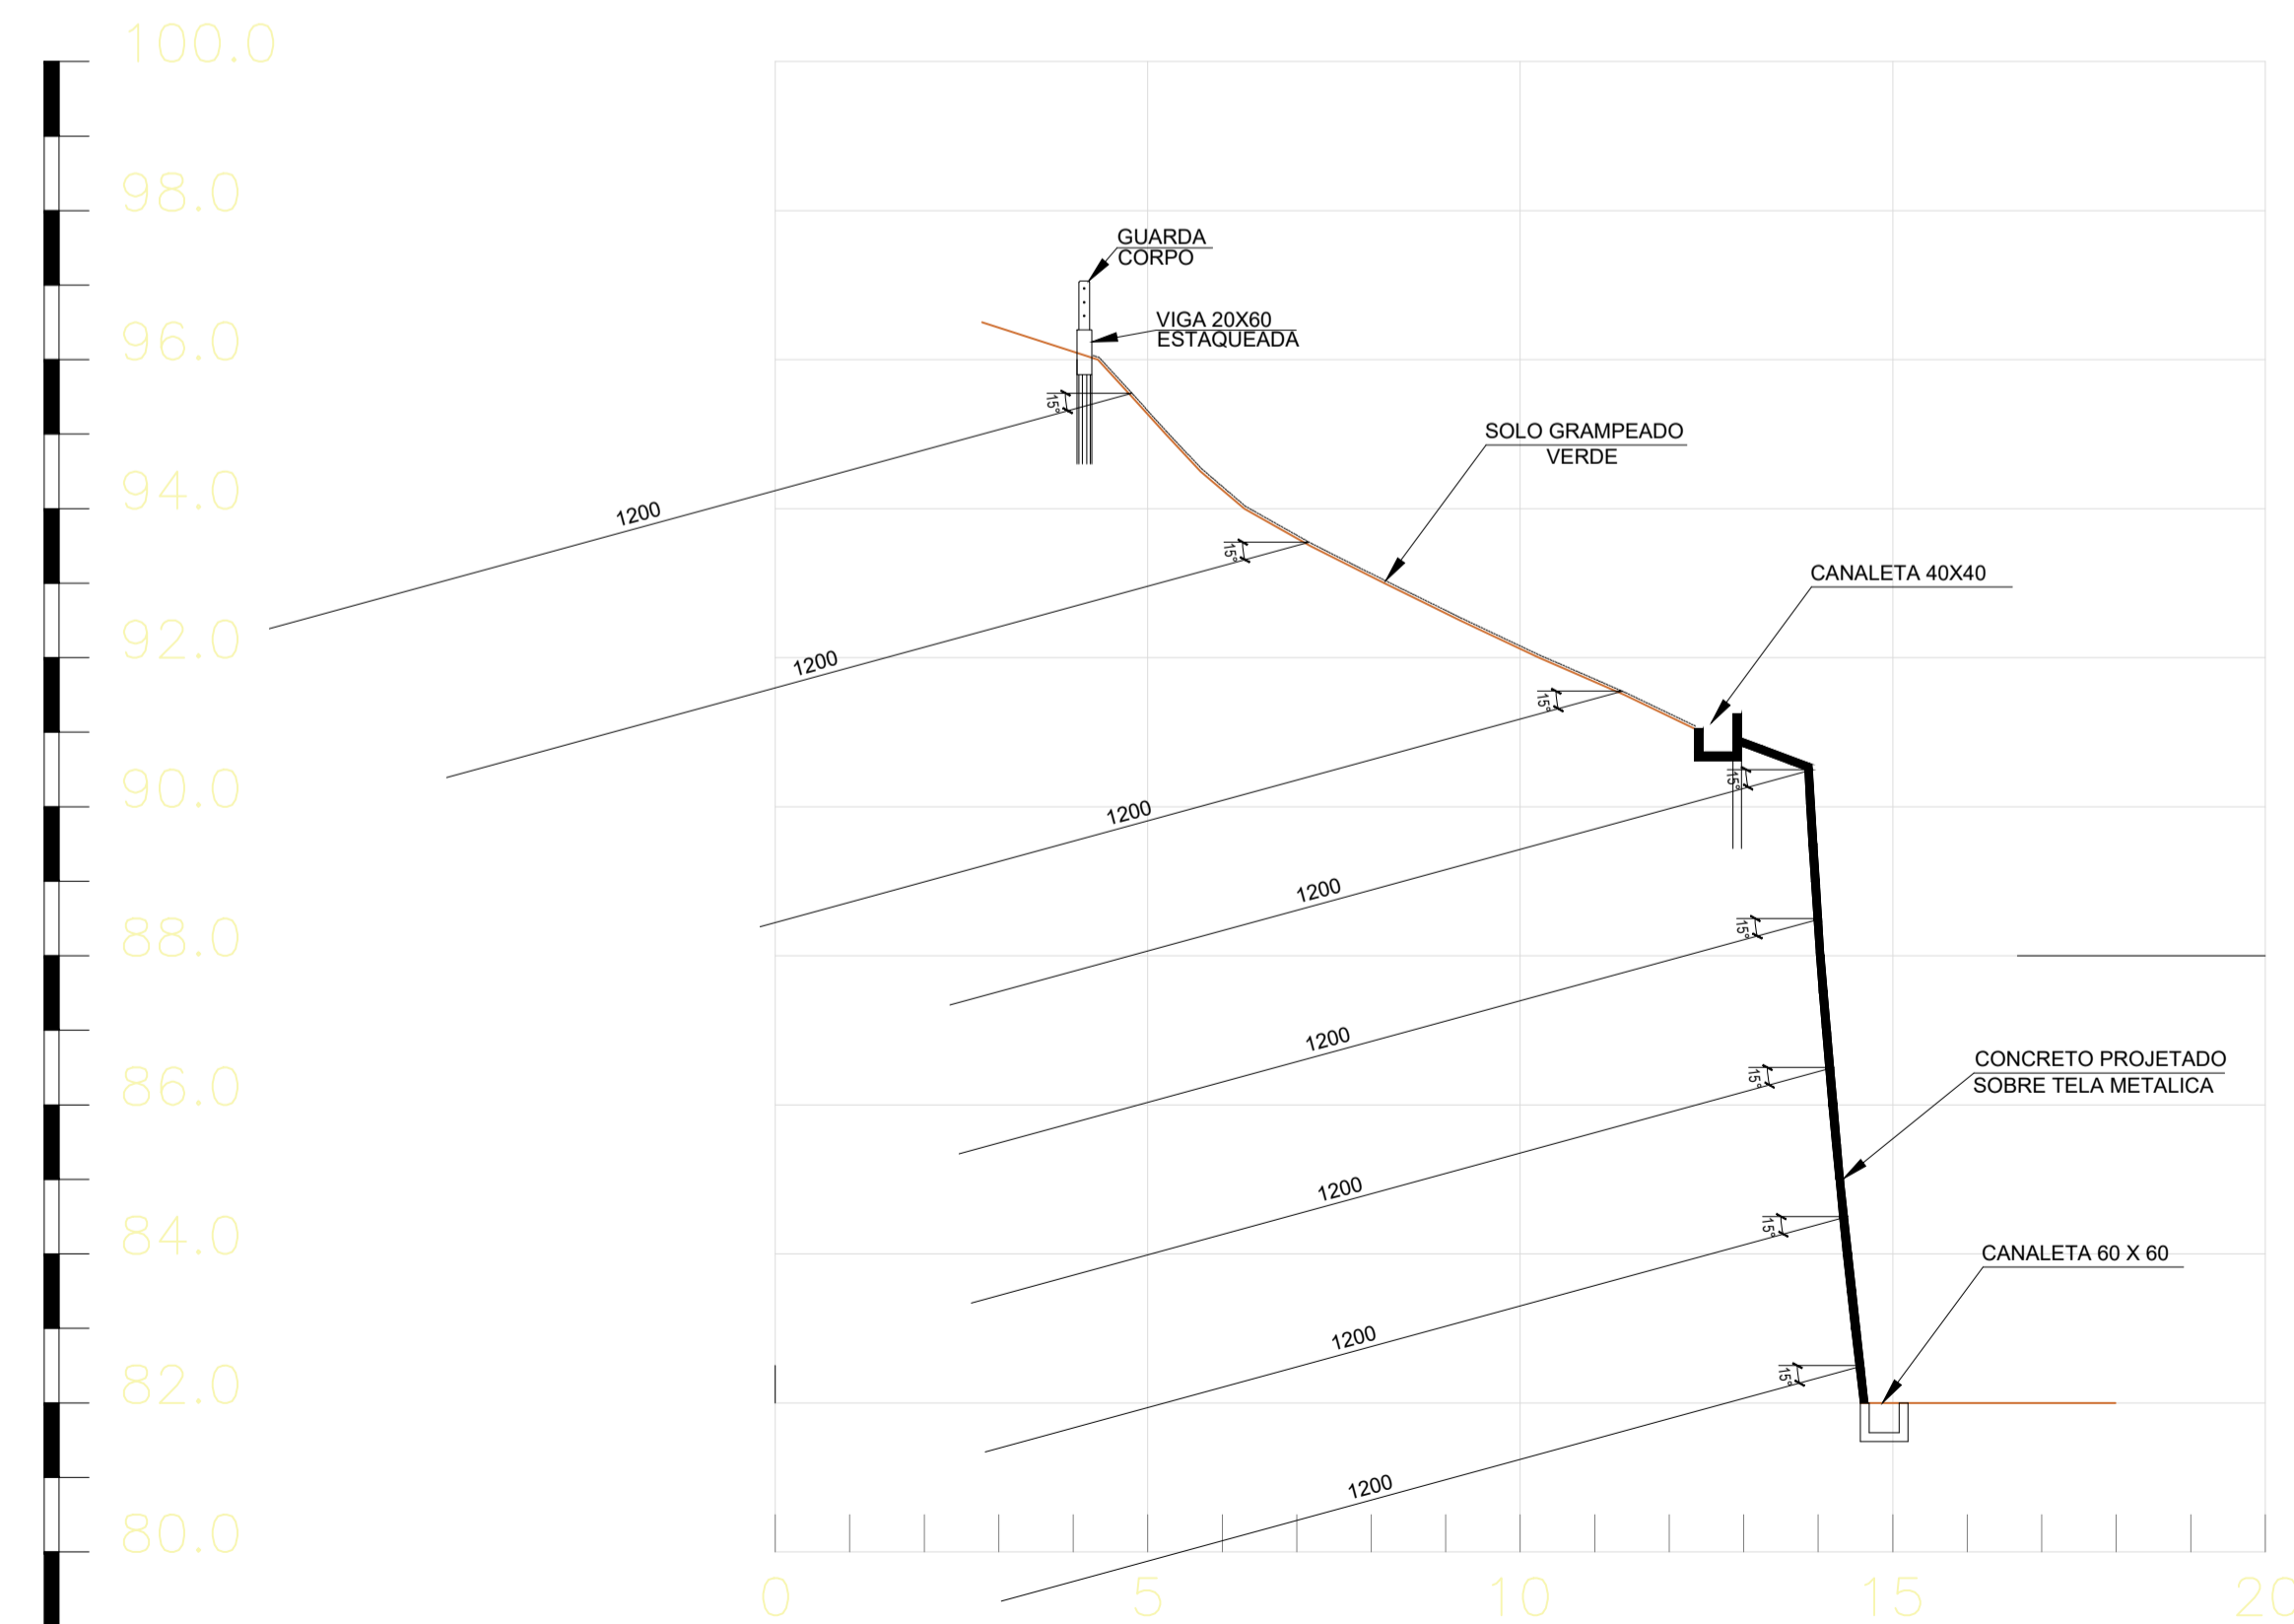 100.0
98.0
GUARDA
CORPO
VIGA 20X60
ESTAQUEADA
96.0
15°
SOLO GRAMPEADO
VERDE
94.0
1200
15°
CANALETA 40X40
92.0
1200
15°
90.0
15°
1200
1200
88.0
15°
1200
86.0
15°
CONCRETO PROJETADO
SOBRE TELA METALICA
84.0
1200
15°
CANALETA 60 X 60
82.0
1200
15°
80.0
1200
0 5 10 15 20